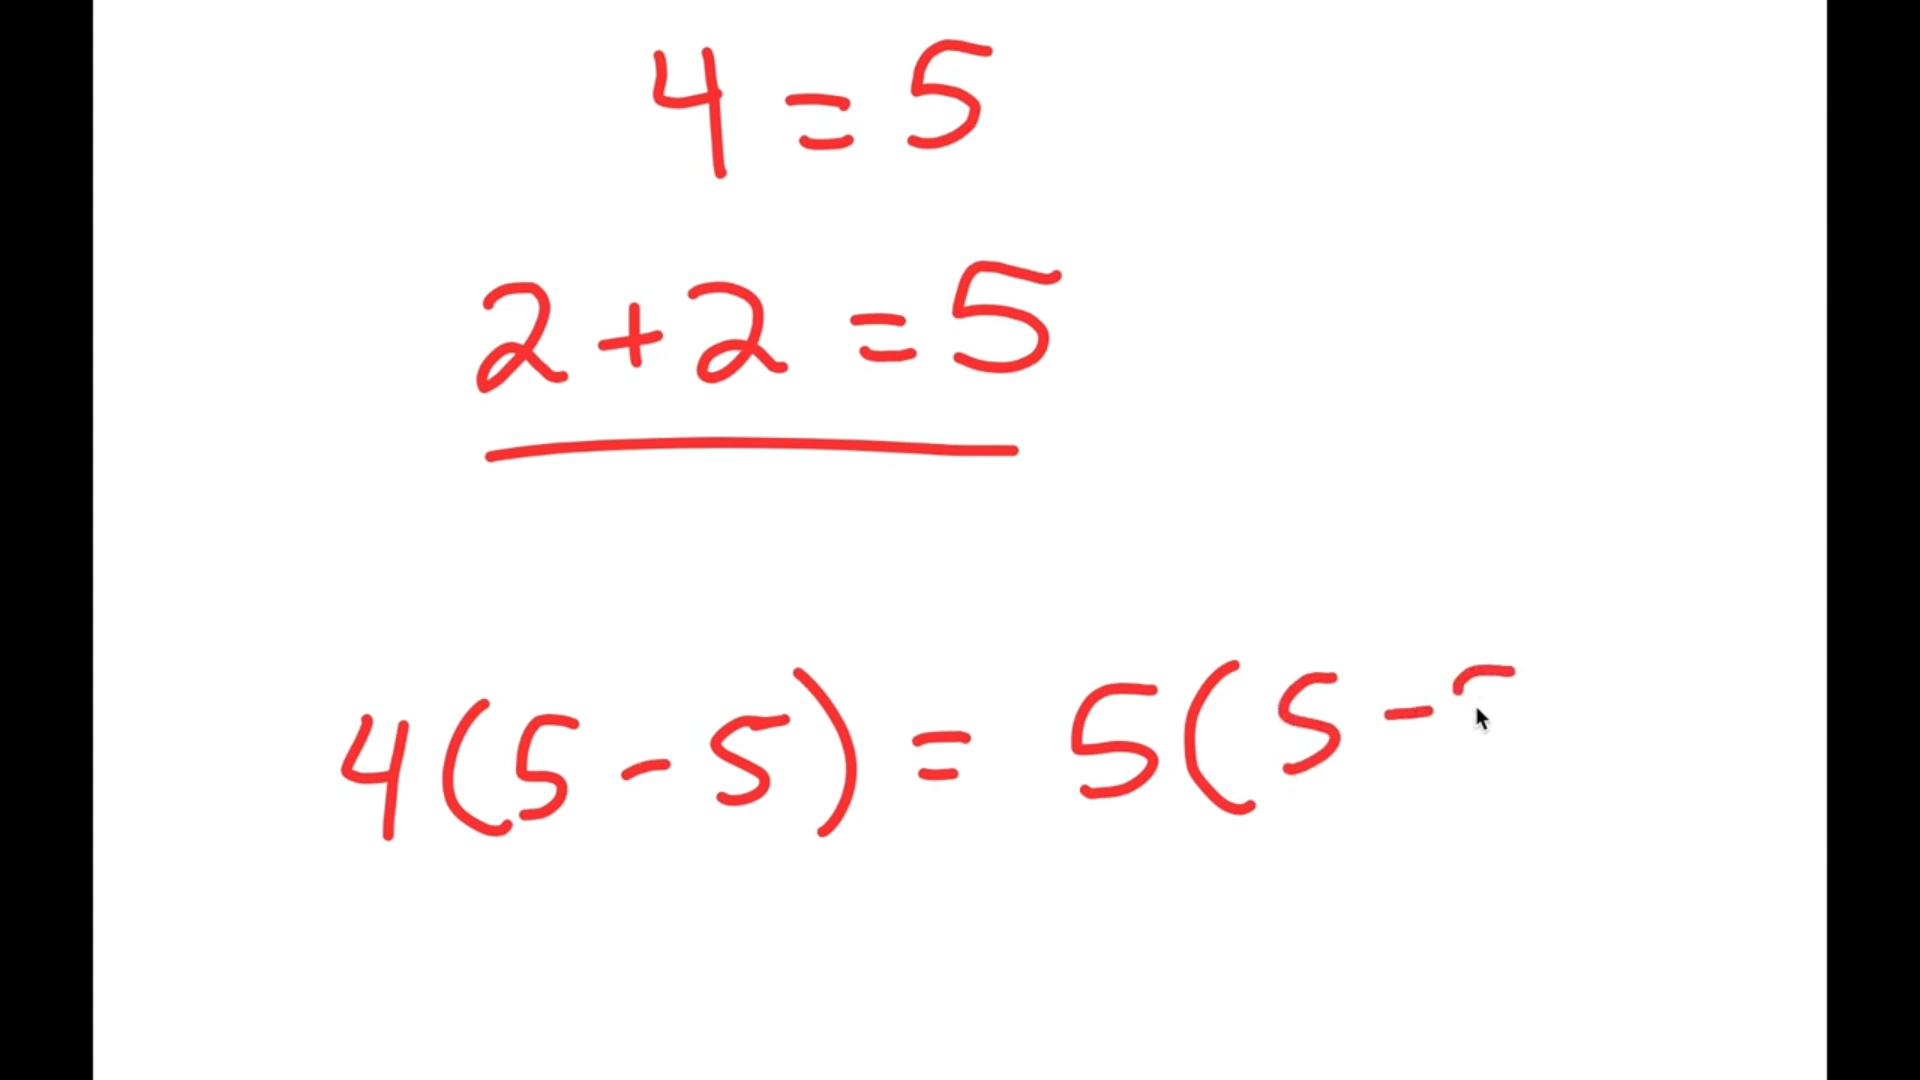 4 = 5
2 + 2 = 5
4(5 - 5) = 5(5 -